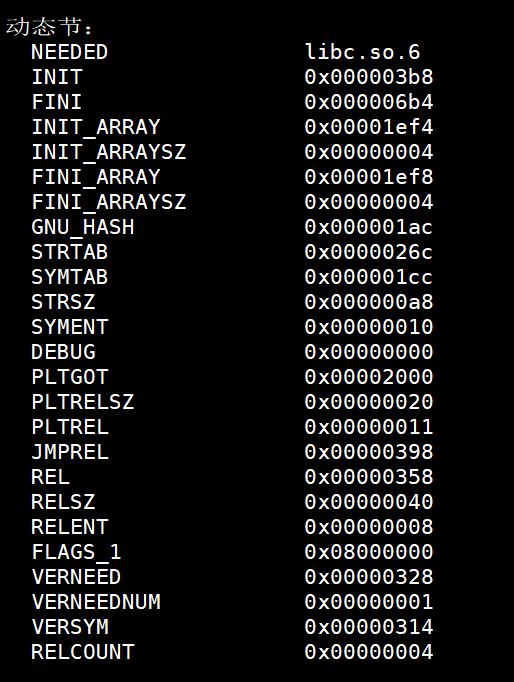 动态节：
NEEDED libc.so.6
INIT 0x000003b8
FINI 0x000006b4
INIT_ARRAY 0x00001ef4
INIT_ARRAYSZ 0x00000004
FINI_ARRAY 0x00001ef8
FINI_ARRAYSZ 0x00000004
GNU_HASH 0x000001ac
STRTAB 0x0000026c
SYMTAB 0x000001cc
STRSZ 0x000000a8
SYMENT 0x00000010
DEBUG 0x00000000
PLTGOT 0x00002000
PLTRELSZ 0x00000020
PLTREL 0x00000011
JMPREL 0x00000398
REL 0x00000358
RELSZ 0x00000040
RELENT 0x00000008
FLAGS_1 0x08000000
VERNEED 0x00000328
VERNEEDNUM 0x00000001
VERSYM 0x00000314
RELCOUNT 0x00000004